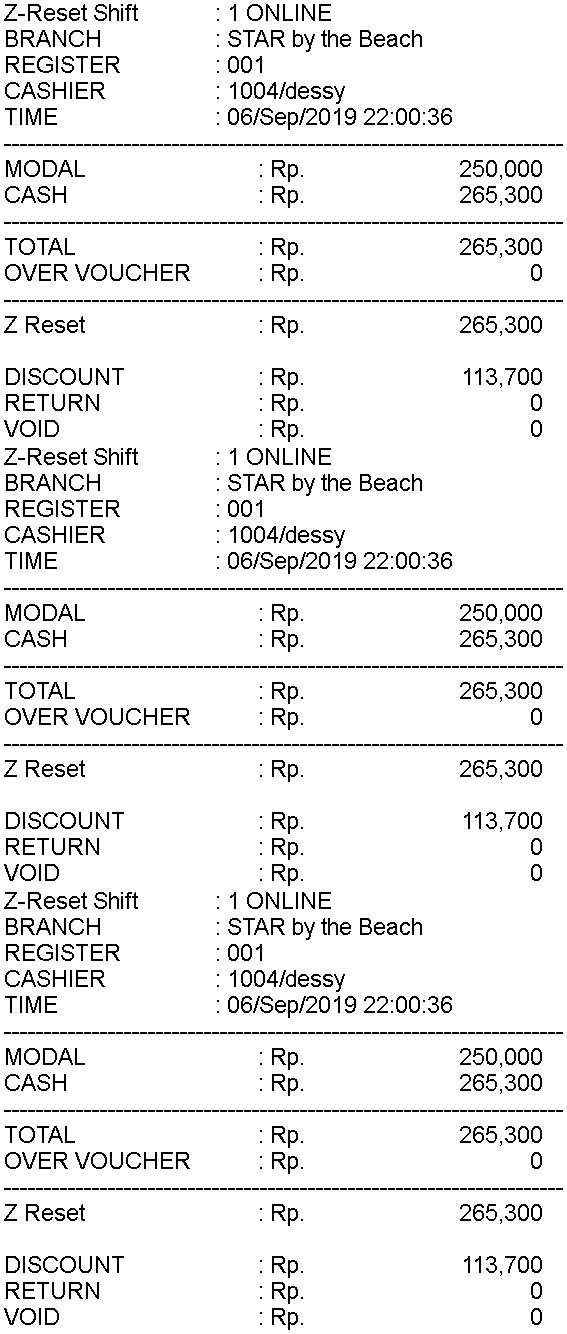 Z-Reset Shift : 1 ONLINE
BRANCH : STAR by the Beach
REGISTER : 001
CASHIER : 1004/dessy
TIME : 06/Sep/2019 22:00:36
--------------------------------------------------------------------------------
MODAL : Rp. 250,000
CASH : Rp. 265,300
--------------------------------------------------------------------------------
TOTAL : Rp. 265,300
OVER VOUCHER : Rp. 0
--------------------------------------------------------------------------------
Z Reset : Rp. 265,300
DISCOUNT : Rp. 113,700
RETURN : Rp. 0
VOID : Rp. 0
Z-Reset Shift : 1 ONLINE
BRANCH : STAR by the Beach
REGISTER : 001
CASHIER : 1004/dessy
TIME : 06/Sep/2019 22:00:36
--------------------------------------------------------------------------------
MODAL : Rp. 250,000
CASH : Rp. 265,300
--------------------------------------------------------------------------------
TOTAL : Rp. 265,300
OVER VOUCHER : Rp. 0
--------------------------------------------------------------------------------
Z Reset : Rp. 265,300
DISCOUNT : Rp. 113,700
RETURN : Rp. 0
VOID : Rp. 0
Z-Reset Shift : 1 ONLINE
BRANCH : STAR by the Beach
REGISTER : 001
CASHIER : 1004/dessy
TIME : 06/Sep/2019 22:00:36
--------------------------------------------------------------------------------
MODAL : Rp. 250,000
CASH : Rp. 265,300
--------------------------------------------------------------------------------
TOTAL : Rp. 265,300
OVER VOUCHER : Rp. 0
--------------------------------------------------------------------------------
Z Reset : Rp. 265,300
DISCOUNT : Rp. 113,700
RETURN : Rp. 0
VOID : Rp. 0